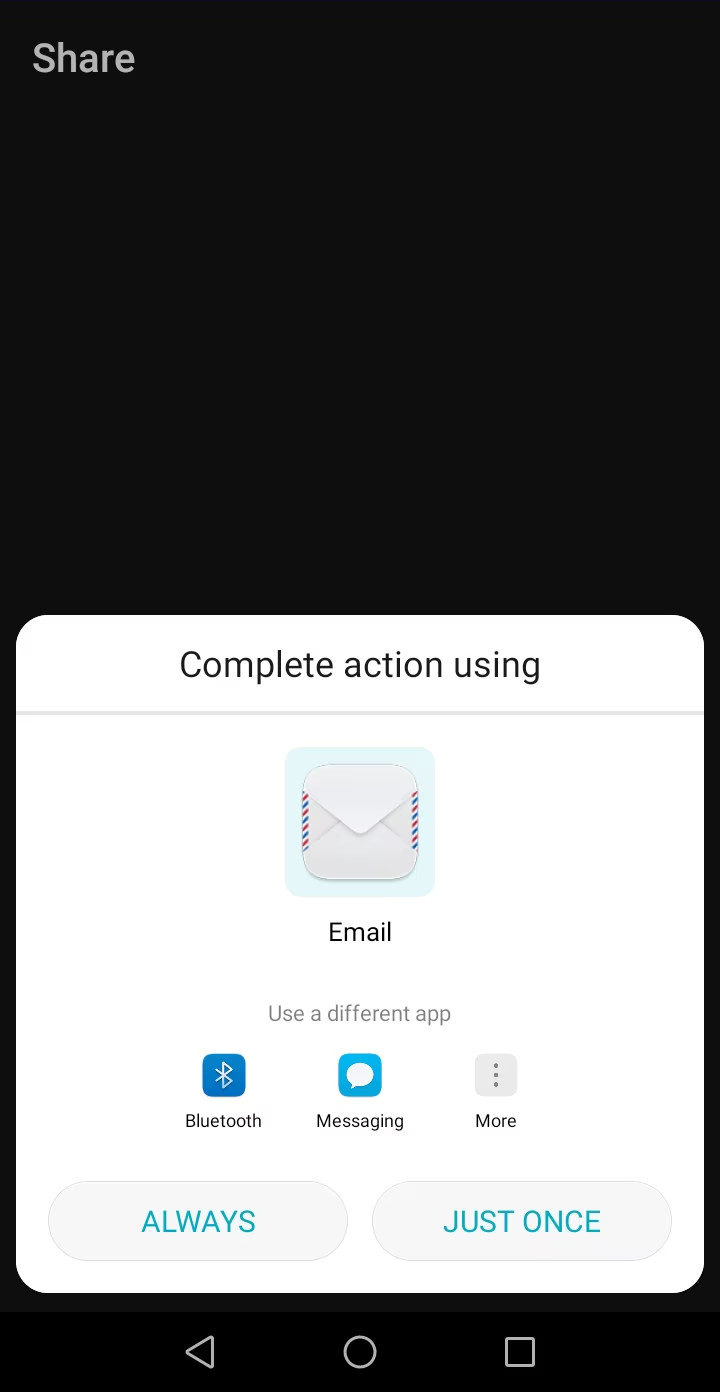 Share
Complete action using
Email
Use a different app
Bluetooth
Messaging
More
ALWAYS
JUST ONCE